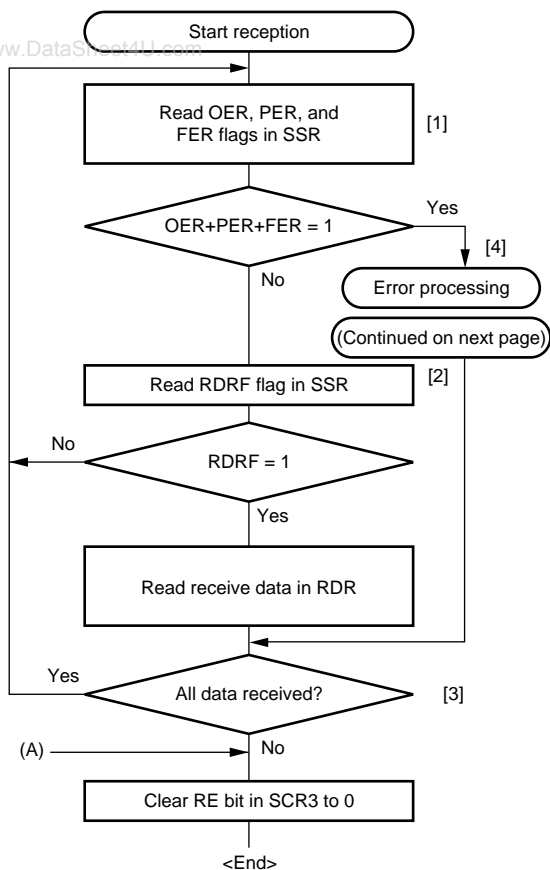 Start reception
ww.DataSheet4U.com
Read OER, PER, and
FER flags in SSR
[1]
OER+PER+FER = 1
Yes
[4]
No
Error processing
(Continued on next page)
Read RDRF flag in SSR
[2]
No
RDRF = 1
Yes
Read receive data in RDR
Yes
All data received?
[3]
(A)
No
Clear RE bit in SCR3 to 0
<End>